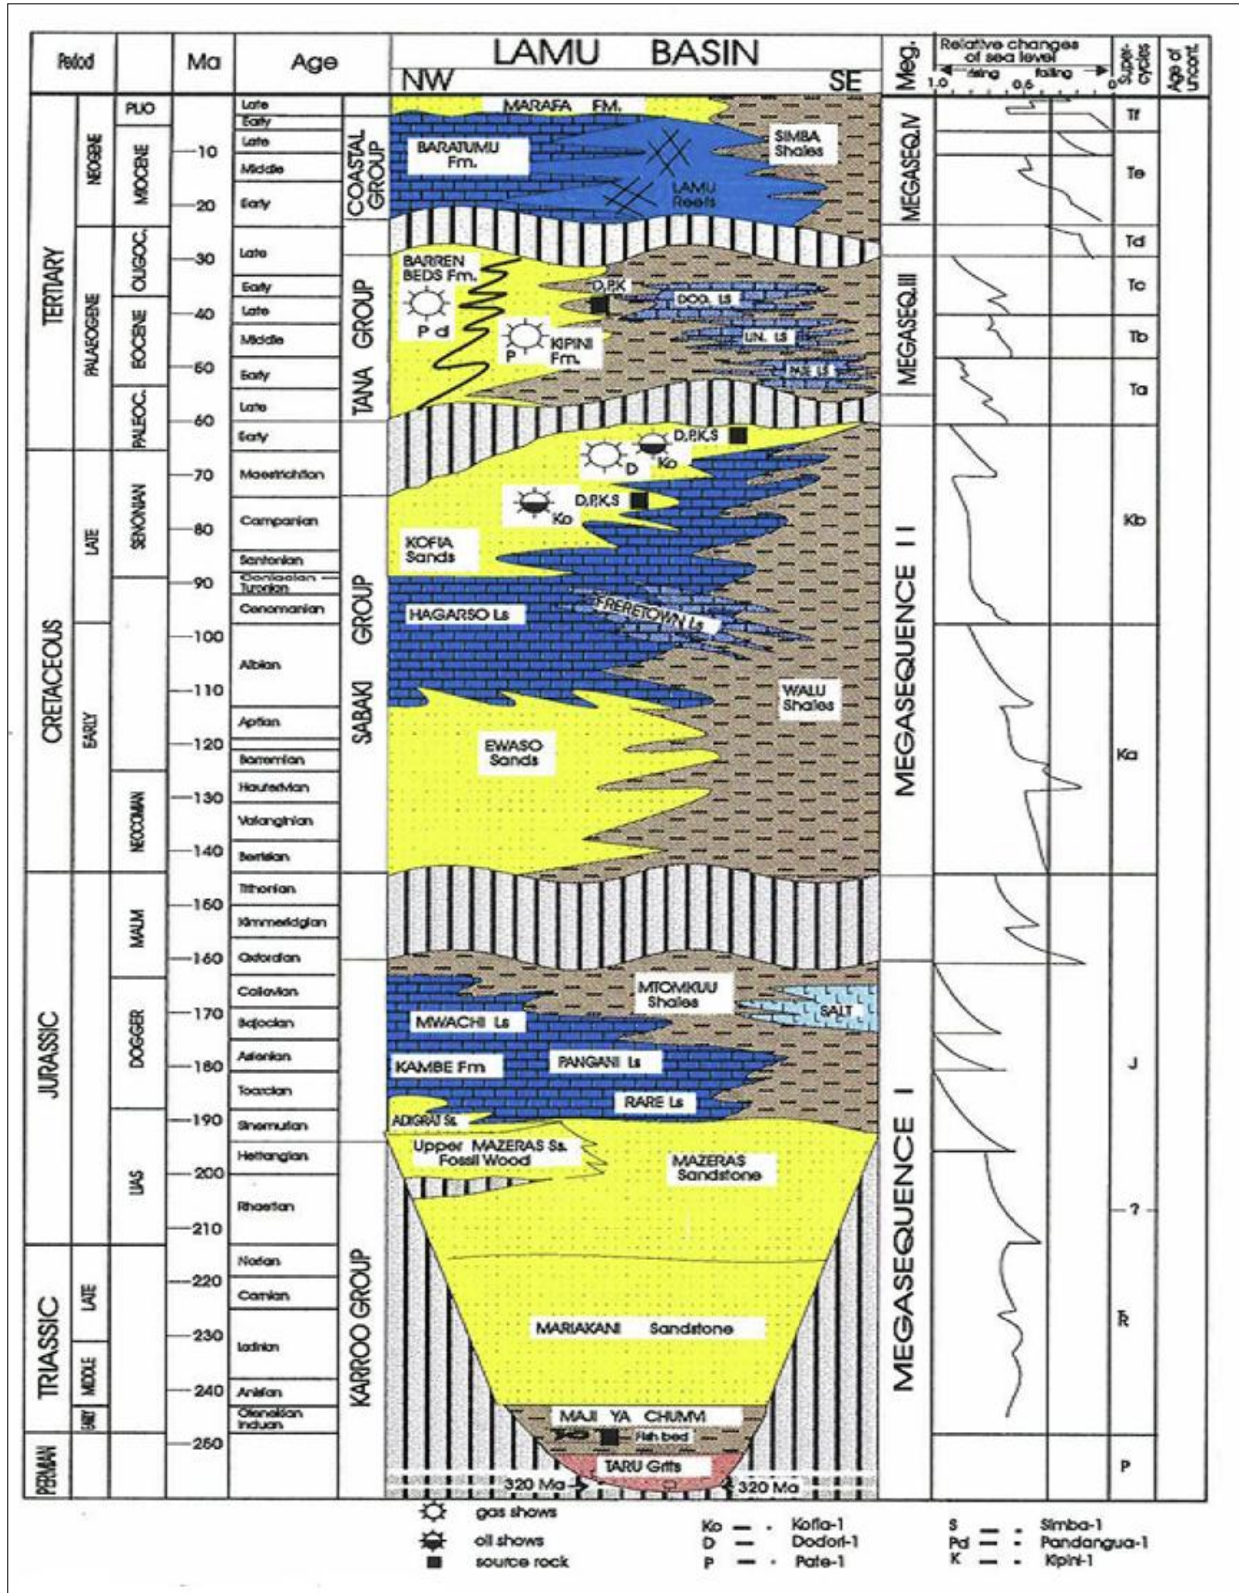 LAMU BASIN
NW SE
Period
Ma
Age
Meg.
Relative changes
of sea level
rising falling
1.0 0.5 0
Super-
cycles
Age of
uncont.
TERTIARY
CRETACEOUS
JURASSIC
TRIASSIC
PERMIAN
NEOGENE
PALAEOGENE
LATE
EARLY
LATE
MIDDLE
EARLY
PLIO
MIOCENE
OLIGOC.
EOCENE
PALEOC.
SENONIAN
NEOCOMIAN
MALM
DOGGER
LIAS
10
20
30
40
50
60
70
80
90
100
110
120
130
140
150
160
170
180
190
200
210
220
230
240
250
Late
Early
Late
Middle
Early
Late
Early
Late
Middle
Early
Late
Early
Maestrichtian
Campanian
Santonian
Coniacian
Turonian
Cenomanian
Albian
Aptian
Barremian
Hauterivian
Valanginian
Tithonian
Kimmeridgian
Oxfordian
Callovian
Bajocian
Toarcian
Sinemurian
Hettangian
Rhaetian
Norian
Carnian
Ladinian
Anisian
Olenekian
Induan
COASTAL
GROUP
TANA GROUP
SABAKI GROUP
KARROO GROUP
MARAFA FM.
BARATUMU
Fm.
SIMBA
Shales
LAMU
Reefs
BARREN
BEDS Fm.
P d
D,P,K
DOD. LS
P
KIPINI
Fm.
LIN. LS
PATE LS
D,P,K,S
D
Ko
D,P,K,S
Ko
KOFIA
Sands
HAGARSO Ls
FRERETOWN Ls
WALU
Shales
EWASO
Sands
MTOMKUU
Shales
SALT
MWACHI Ls
KAMBE Fm
PANGANI Ls
RARE Ls
ADIGRAT Ss.
Upper MAZERAS Ss.
Fossil Wood
MAZERAS
Sandstone
MARIAKANI Sandstone
MAJI YA CHUMVI
Fish bed
TARU Grits
320 Ma
320 Ma
MEGASEQ.IV
MEGASEQ.III
MEGASEQUENCE II
MEGASEQUENCE I
Tf
Te
Td
Tc
Tb
Ta
Kb
Ka
J
?
P
gas shows
oil shows
source rock
Ko Kofia-1
D Dodori-1
P Pate-1
S Simba-1
Pd Pandangua-1
K Kipini-1